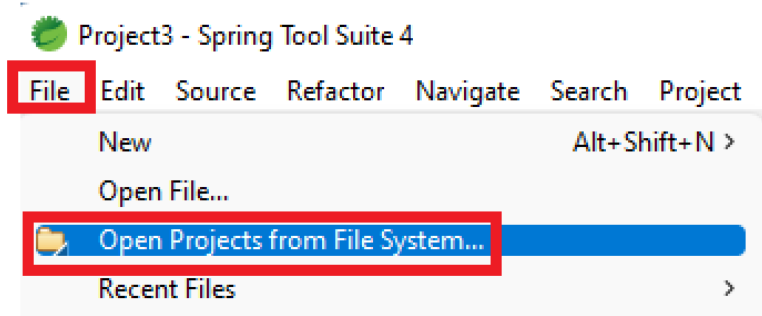 Project3 - Spring Tool Suite 4
File Edit Source Refactor Navigate Search Project
New Alt+Shift+N >
Open File...
Open Projects from File System...
Recent Files >